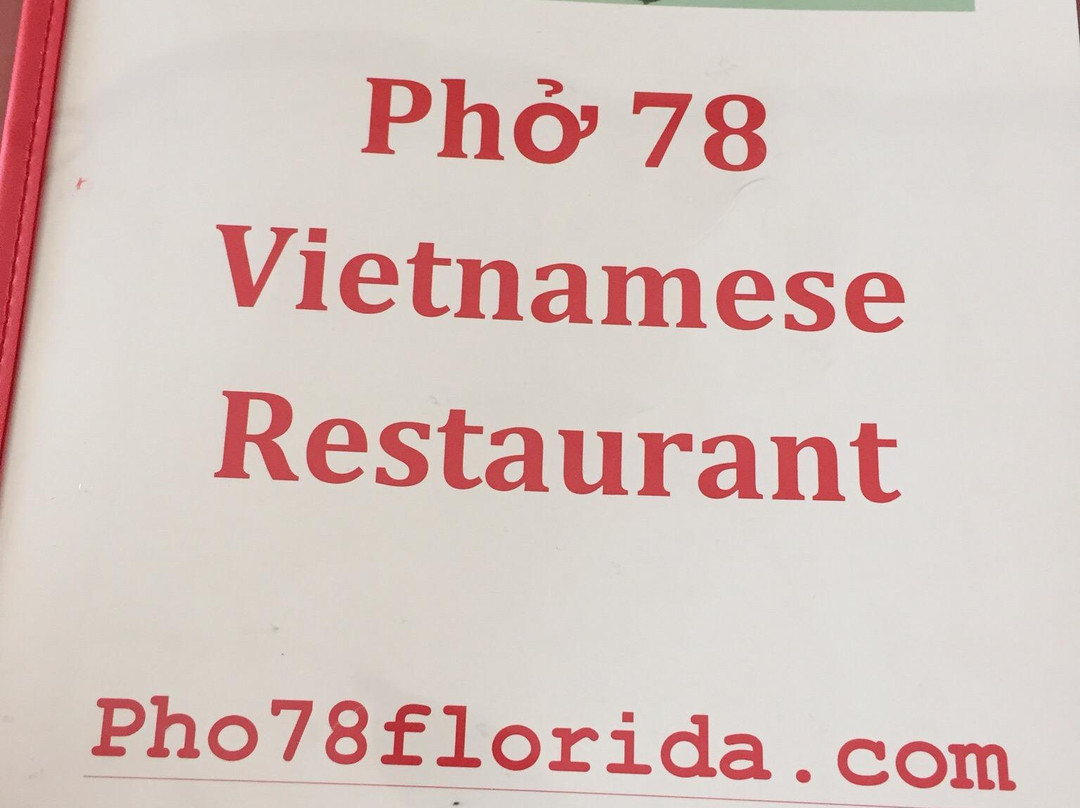 Phở 78
Vietnamese
Restaurant
Pho78florida.com